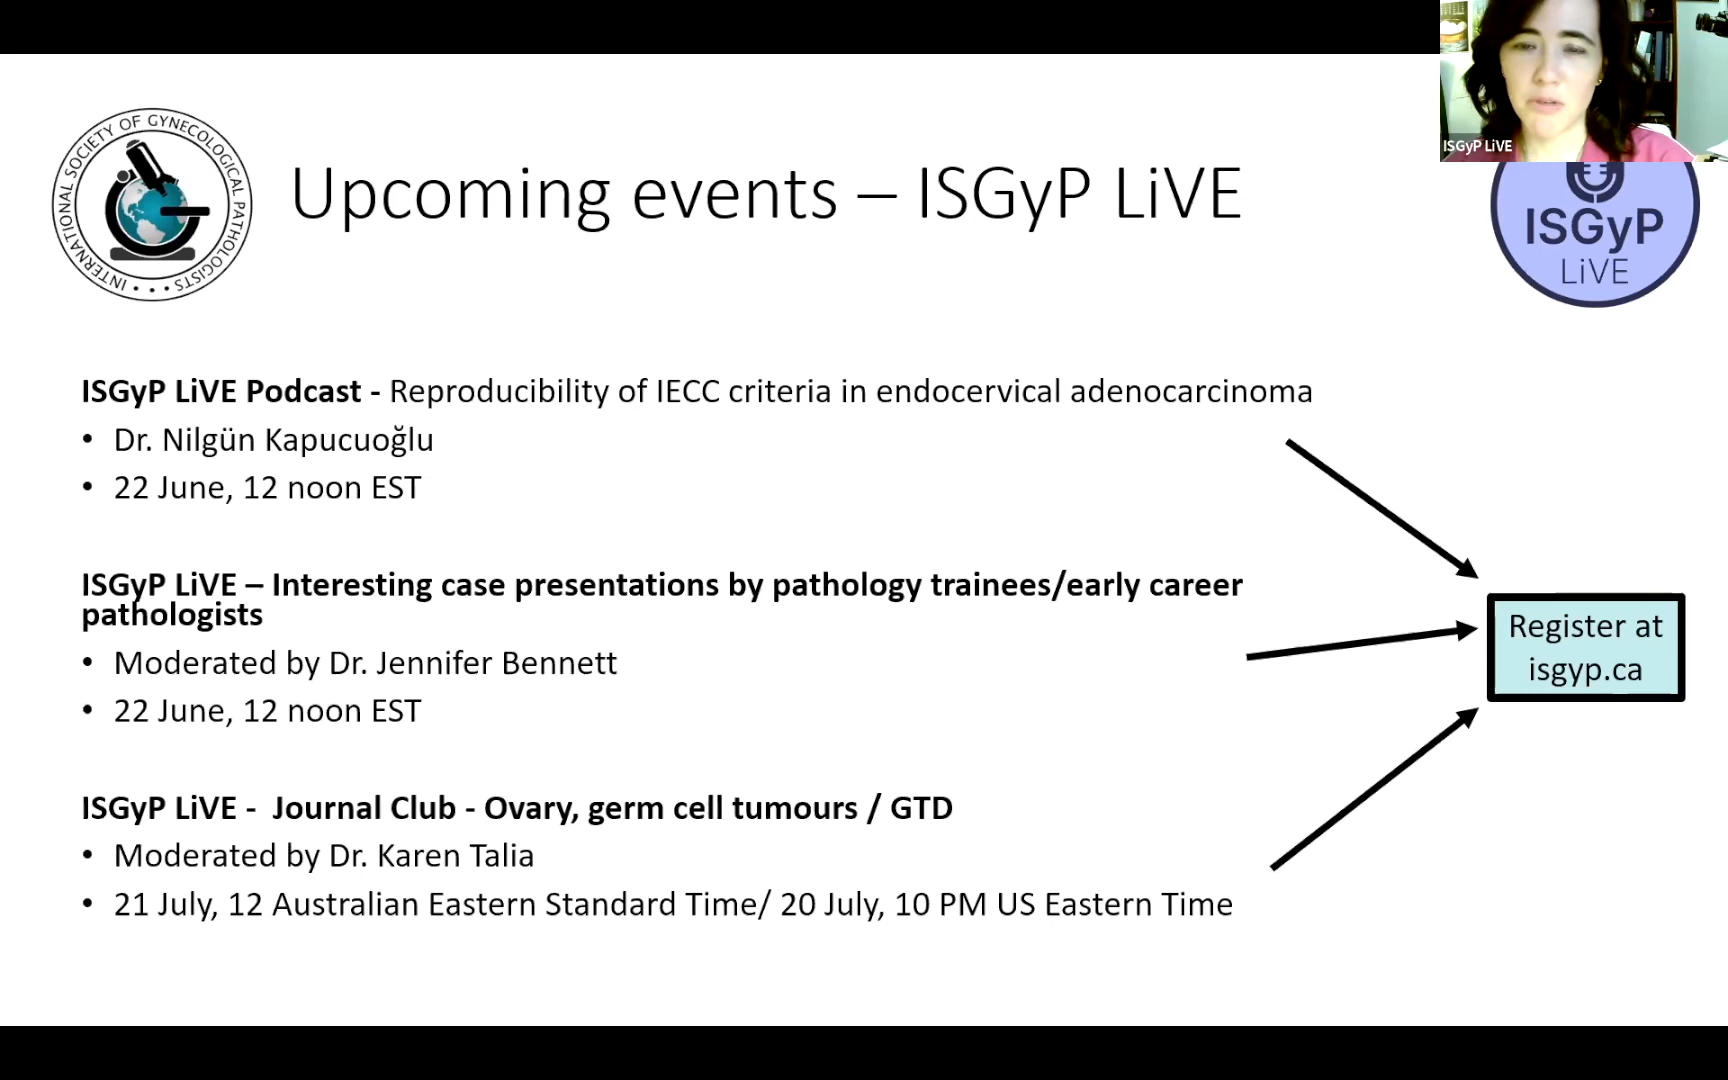 ISGyP LiVE
INTERNATIONAL SOCIETY OF GYNECOLOGICAL PATHOLOGISTS • • •
Upcoming events – ISGyP LiVE
ISGyP
LiVE
ISGyP LiVE Podcast - Reproducibility of IECC criteria in endocervical adenocarcinoma
• Dr. Nilgün Kapucuoğlu
• 22 June, 12 noon EST
ISGyP LiVE – Interesting case presentations by pathology trainees/early career
pathologists
• Moderated by Dr. Jennifer Bennett
• 22 June, 12 noon EST
Register at
isgyp.ca
ISGyP LiVE - Journal Club - Ovary, germ cell tumours / GTD
• Moderated by Dr. Karen Talia
• 21 July, 12 Australian Eastern Standard Time/ 20 July, 10 PM US Eastern Time